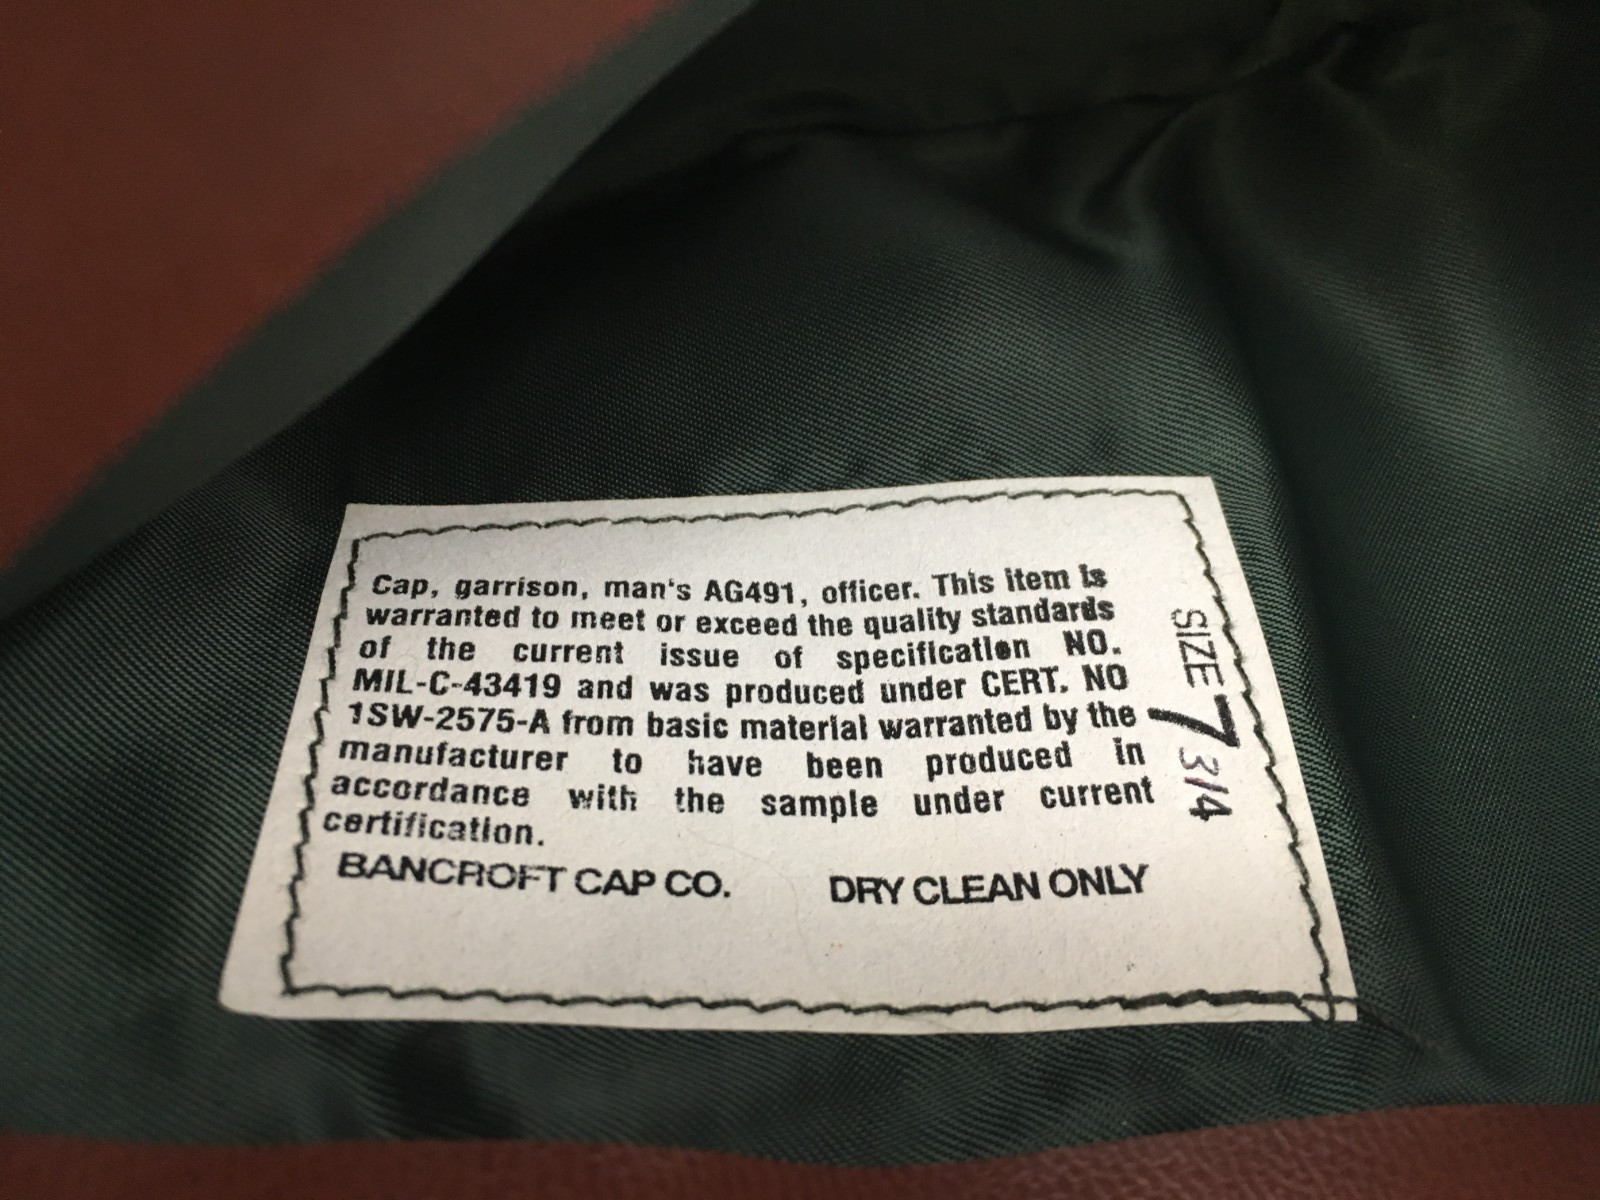 Cap, garrison, man's AG491, officer. This item is
warranted to meet or exceed the quality standards
of the current issue of specification NO.
MIL-C-43419 and was produced under CERT. NO
1SW-2575-A from basic material warranted by the
manufacturer to have been produced in
accordance with the sample under current
certification.
BANCROFT CAP CO. DRY CLEAN ONLY
SIZE 7 3/4